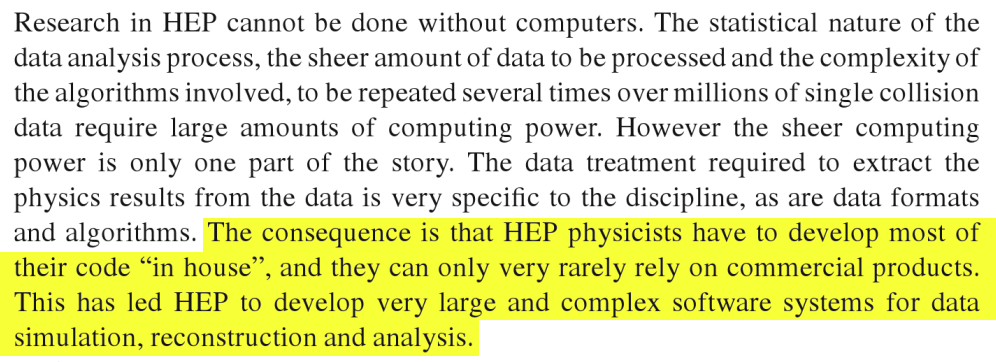 Research in HEP cannot be done without computers. The statistical nature of the
data analysis process, the sheer amount of data to be processed and the complexity of
the algorithms involved, to be repeated several times over millions of single collision
data require large amounts of computing power. However the sheer computing
power is only one part of the story. The data treatment required to extract the
physics results from the data is very specific to the discipline, as are data formats
and algorithms. The consequence is that HEP physicists have to develop most of
their code “in house”, and they can only very rarely rely on commercial products.
This has led HEP to develop very large and complex software systems for data
simulation, reconstruction and analysis.